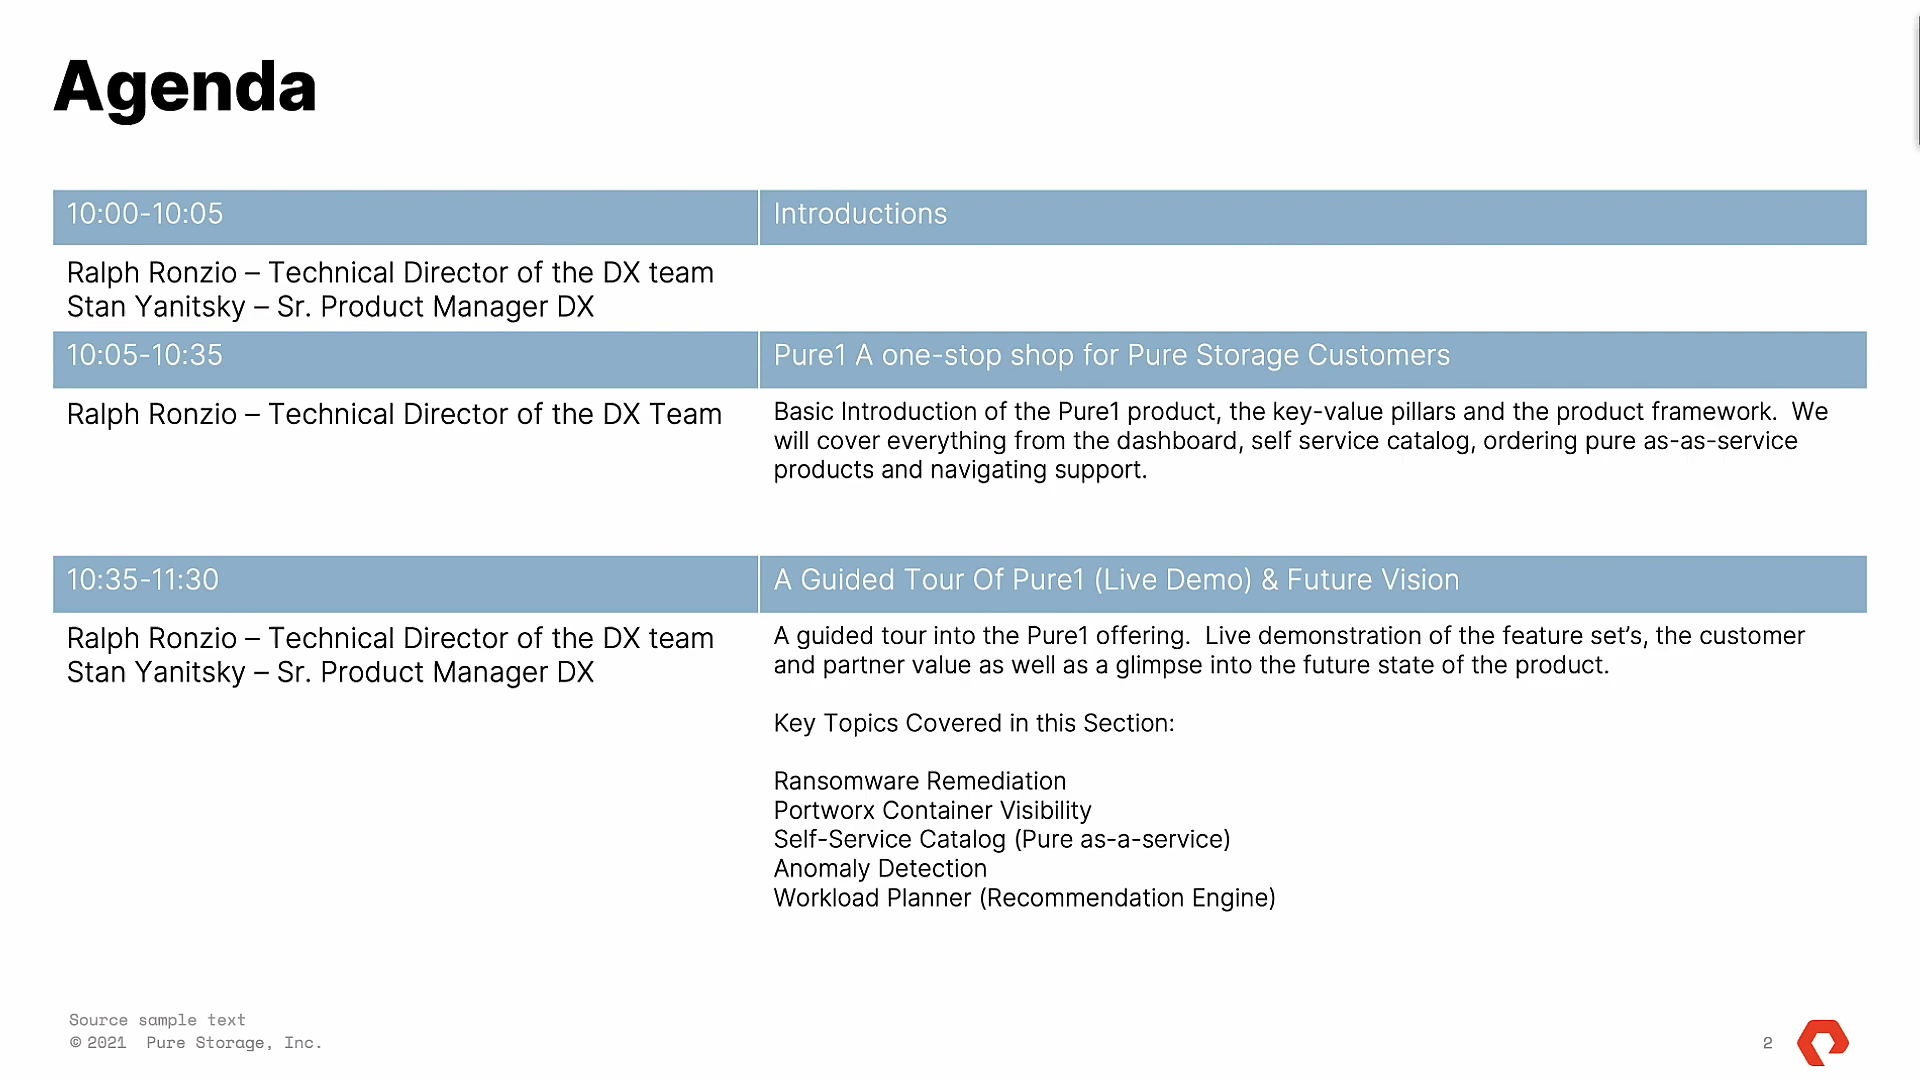 Agenda
10:00-10:05
Introductions
Ralph Ronzio – Technical Director of the DX team
Stan Yanitsky – Sr. Product Manager DX
10:05-10:35
Pure1 A one-stop shop for Pure Storage Customers
Ralph Ronzio – Technical Director of the DX Team
Basic Introduction of the Pure1 product, the key-value pillars and the product framework.  We
will cover everything from the dashboard, self service catalog, ordering pure as-as-service
products and navigating support.
10:35-11:30
A Guided Tour Of Pure1 (Live Demo) & Future Vision
Ralph Ronzio – Technical Director of the DX team
Stan Yanitsky – Sr. Product Manager DX
A guided tour into the Pure1 offering.  Live demonstration of the feature set’s, the customer
and partner value as well as a glimpse into the future state of the product.
Key Topics Covered in this Section:
Ransomware Remediation
Portworx Container Visibility
Self-Service Catalog (Pure as-a-service)
Anomaly Detection
Workload Planner (Recommendation Engine)
Source sample text
© 2021  Pure Storage, Inc.
2